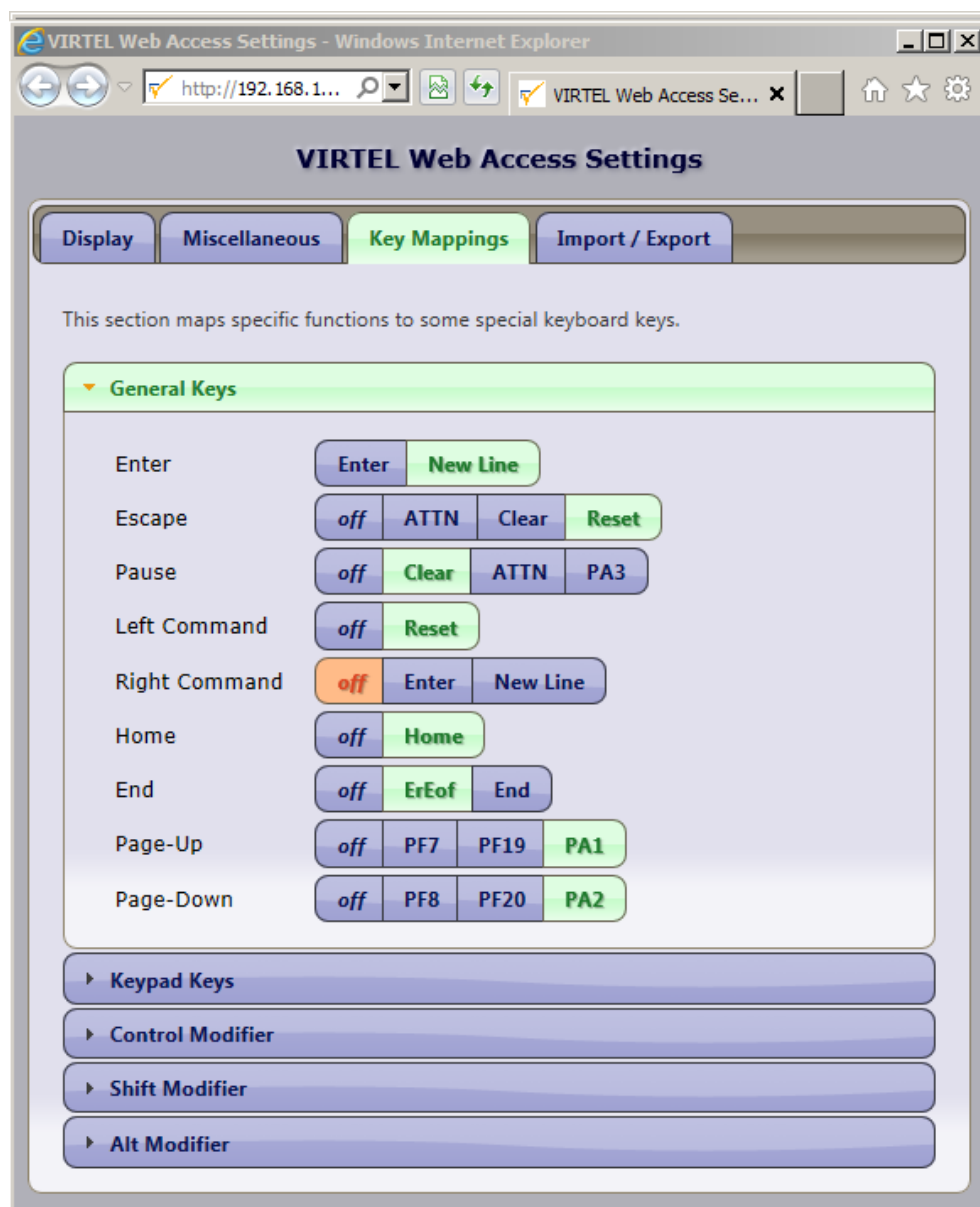 VIRTEL Web Access Settings - Windows Internet Explorer
http://192.168.1... VIRTEL Web Access Se...
VIRTEL Web Access Settings
Display Miscellaneous Key Mappings Import / Export
This section maps specific functions to some special keyboard keys.
General Keys
Enter Enter New Line
Escape off ATTN Clear Reset
Pause off Clear ATTN PA3
Left Command off Reset
Right Command off Enter New Line
Home off Home
End off ErEof End
Page-Up off PF7 PF19 PA1
Page-Down off PF8 PF20 PA2
Keypad Keys
Control Modifier
Shift Modifier
Alt Modifier